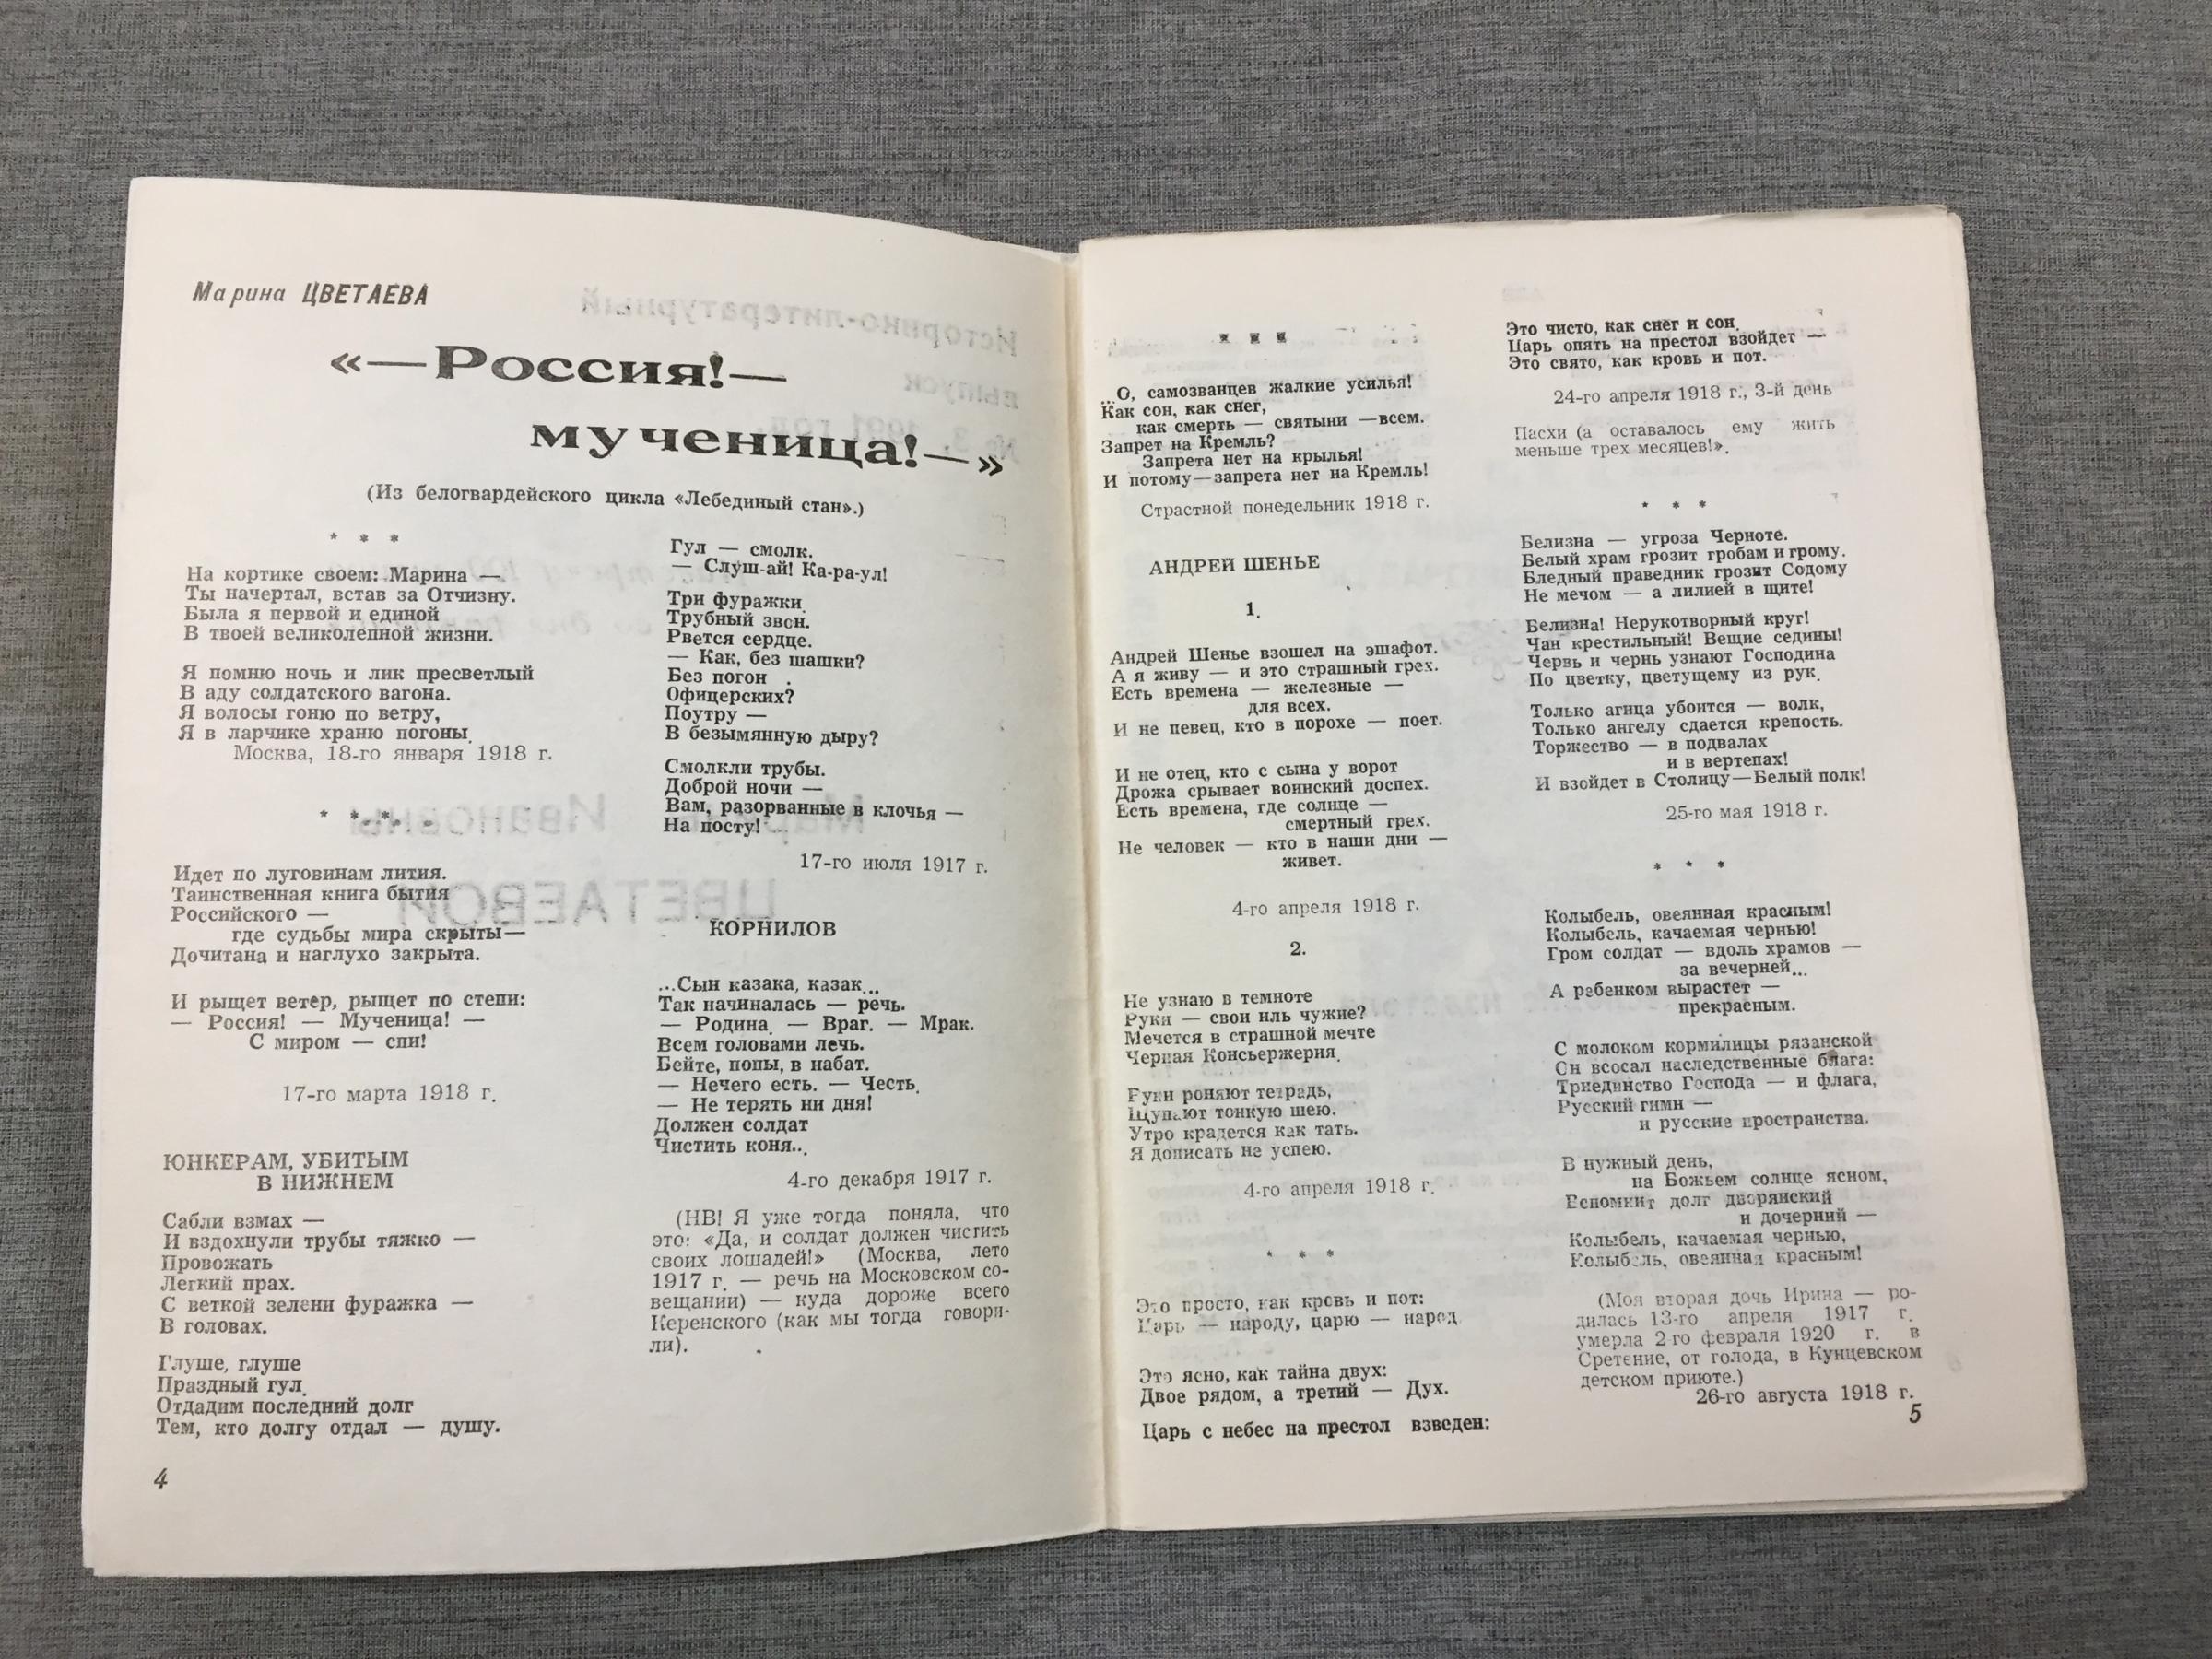 Марина ЦВЕТАЕВА
«—Россия!—
мученица!—»
(Из белогвардейского цикла «Лебединый стан».)
* * *
На кортике своем: Марина —
Ты начертал, встав за Отчизну.
Была я первой и единой
В твоей великолепной жизни.
Я помню ночь и лик пресветлый
В аду солдатского вагона.
Я волосы гоню по ветру,
Я в ларчике храню погоны.
Москва, 18-го января 1918 г.
* * *
Идет по луговинам лития.
Таинственная книга бытия
Российского —
где судьбы мира скрыты—
Дочитана и наглухо закрыта.
И рыщет ветер, рыщет по степи:
— Россия! — Мученица! —
С миром — спи!
17-го марта 1918 г.
ЮНКЕРАМ, УБИТЫМ
В НИЖНЕМ
Сабли взмах —
И вздохнули трубы тяжко —
Провожать
Легкий прах.
С веткой зелени фуражка —
В головах.
Глуше, глуше
Праздный гул.
Отдадим последний долг
Тем, кто долгу отдал — душу.
4
Гул — смолк.
— Слуш-ай! Ка-ра-ул!
Три фуражки.
Трубный звон.
Рвется сердце.
— Как, без шашки?
Без погон
Офицерских?
Поутру —
В безымянную дыру?
Смолкли трубы.
Доброй ночи —
Вам, разорванные в клочья —
На посту!
17-го июля 1917 г.
КОРНИЛОВ
...Сын казака, казак...
Так начиналась — речь.
— Родина. — Враг. — Мрак.
Всем головами лечь.
Бейте, попы, в набат.
— Нечего есть. — Честь.
— Не терять ни дня!
Должен солдат
Чистить коня...
4-го декабря 1917 г.
(НВ! Я уже тогда поняла, что
это: «Да, и солдат должен чистить
своих лошадей!» (Москва, лето
1917 г. — речь на Московском со-
вещании) — куда дороже всего
Керенского (как мы тогда говори-
ли).
* * *
...О, самозванцев жалкие усилья!
Как сон, как снег,
как смерть — святыни —всем.
Запрет на Кремль?
Запрета нет на крылья!
И потому—запрета нет на Кремль!
Страстной понедельник 1918 г.
АНДРЕЙ ШЕНЬЕ
1.
Андрей Шенье взошел на эшафот.
А я живу — и это страшный грех.
Есть времена — железные —
для всех.
И не певец, кто в порохе — поет.
И не отец, кто с сына у ворот
Дрожа срывает воинский доспех.
Есть времена, где солнце —
смертный грех.
Не человек — кто в наши дни —
живет.
4-го апреля 1918 г.
2.
Не узнаю в темноте
Руки — свои иль чужие?
Мечется в страшной мечте
Черная Консьержерия.
Руки роняют тетрадь,
Щупают тонкую шею.
Утро крадется как тать.
Я дописать не успею.
4-го апреля 1918 г.
* * *
Это просто, как кровь и пот:
Царь — народу, царю — народ
Это ясно, как тайна двух:
Двое рядом, а третий — Дух.
Царь с небес на престол взведен:
Это чисто, как снег и сон.
Царь опять на престол взойдет —
Это свято, как кровь и пот.
24-го апреля 1918 г., 3-й день
Пасхи (а оставалось ему жить
меньше трех месяцев!».
* * *
Белизна — угроза Черноте.
Белый храм грозит гробам и грому.
Бледный праведник грозит Содому
Не мечом — а лилией в щите!
Белизна! Нерукотворный круг!
Чан крестильный! Вещие седины!
Червь и чернь узнают Господина
По цветку, цветущему из рук.
Только агица убоится — волк,
Только ангелу сдается крепость.
Торжество — в подвалах
и в вертепах!
И взойдет в Столицу—Белый полк!
25-го мая 1918 г.
* * *
Колыбель, овеянная красным!
Колыбель, качаемая чернью!
Гром солдат — вдоль храмов —
за вечерней...
А ребенком вырастет —
прекрасным.
С молоком кормилицы рязанской
Он всосал наследственные блага:
Триединство Господа — и флага,
Русский гимн —
и русские пространства.
В нужный день,
на Божьем солнце ясном,
Вспомнит долг дворянский
и дочерний —
Колыбель, качаемая чернью,
Колыбель, овеянная красным!
(Моя вторая дочь Ирина — ро-
дилась 13-го апреля 1917 г.
умерла 2-го февраля 1920 г. в
Сретение, от голода, в Кунцевском
детском приюте.)
26-го августа 1918 г.
5